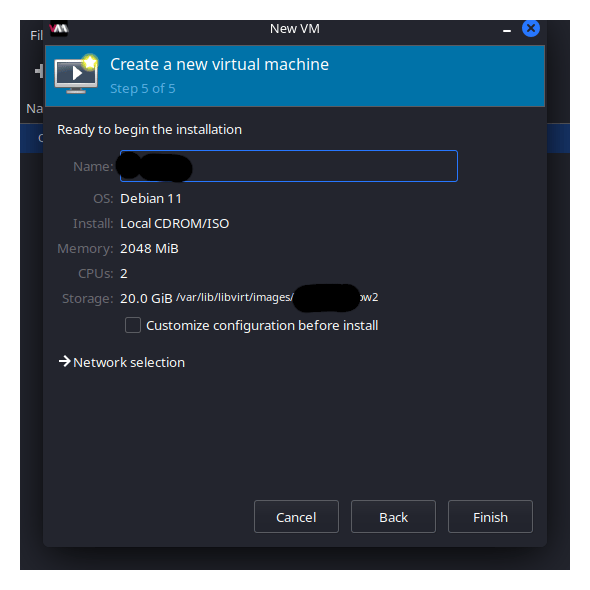 Fil
New VM
Create a new virtual machine
Step 5 of 5
Na
Ready to begin the installation
Name:
OS: Debian 11
Install: Local CDROM/ISO
Memory: 2048 MiB
CPUs: 2
Storage: 20.0 GiB /var/lib/libvirt/images/ ow2
Customize configuration before install
Network selection
Cancel Back Finish